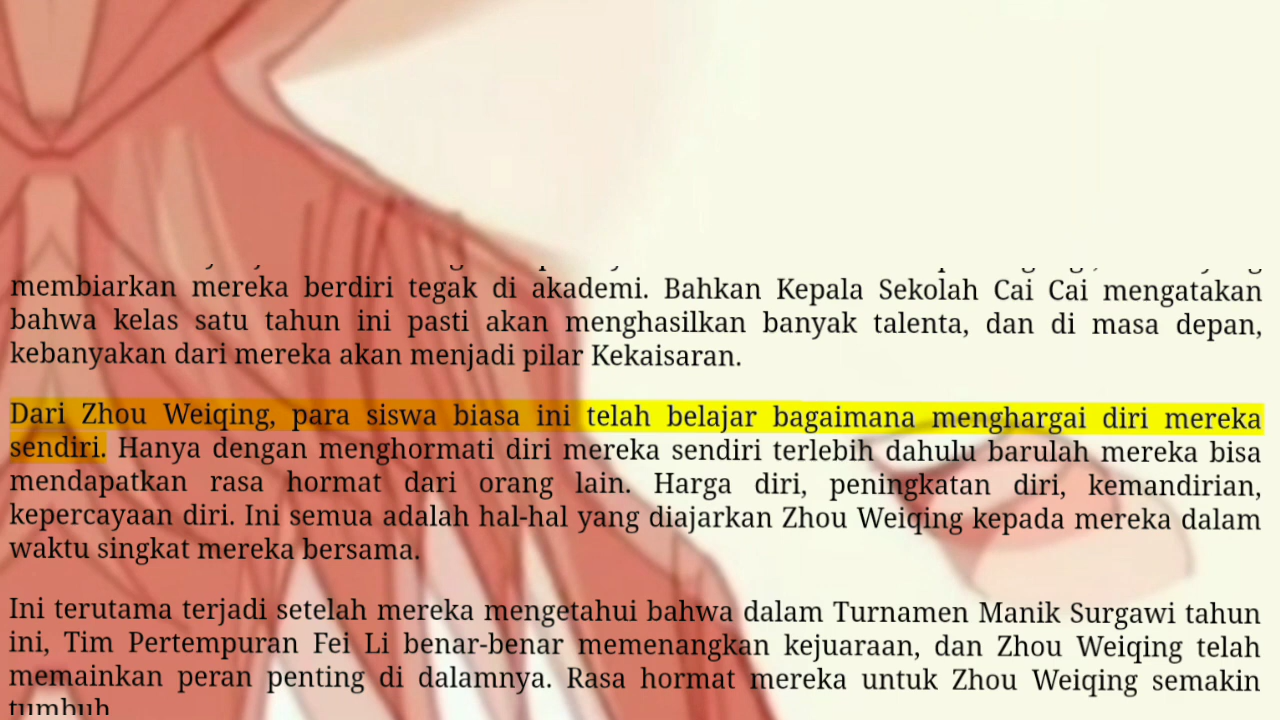 membiarkan mereka berdiri tegak di akademi. Bahkan Kepala Sekolah Cai Cai mengatakan
bahwa kelas satu tahun ini pasti akan menghasilkan banyak talenta, dan di masa depan,
kebanyakan dari mereka akan menjadi pilar Kekaisaran.
Dari Zhou Weiqing, para siswa biasa ini telah belajar bagaimana menghargai diri mereka
sendiri. Hanya dengan menghormati diri mereka sendiri terlebih dahulu barulah mereka bisa
mendapatkan rasa hormat dari orang lain. Harga diri, peningkatan diri, kemandirian,
kepercayaan diri. Ini semua adalah hal-hal yang diajarkan Zhou Weiqing kepada mereka dalam
waktu singkat mereka bersama.
Ini terutama terjadi setelah mereka mengetahui bahwa dalam Turnamen Manik Surgawi tahun
ini, Tim Pertempuran Fei Li benar-benar memenangkan kejuaraan, dan Zhou Weiqing telah
memainkan peran penting di dalamnya. Rasa hormat mereka untuk Zhou Weiqing semakin
tumbuh